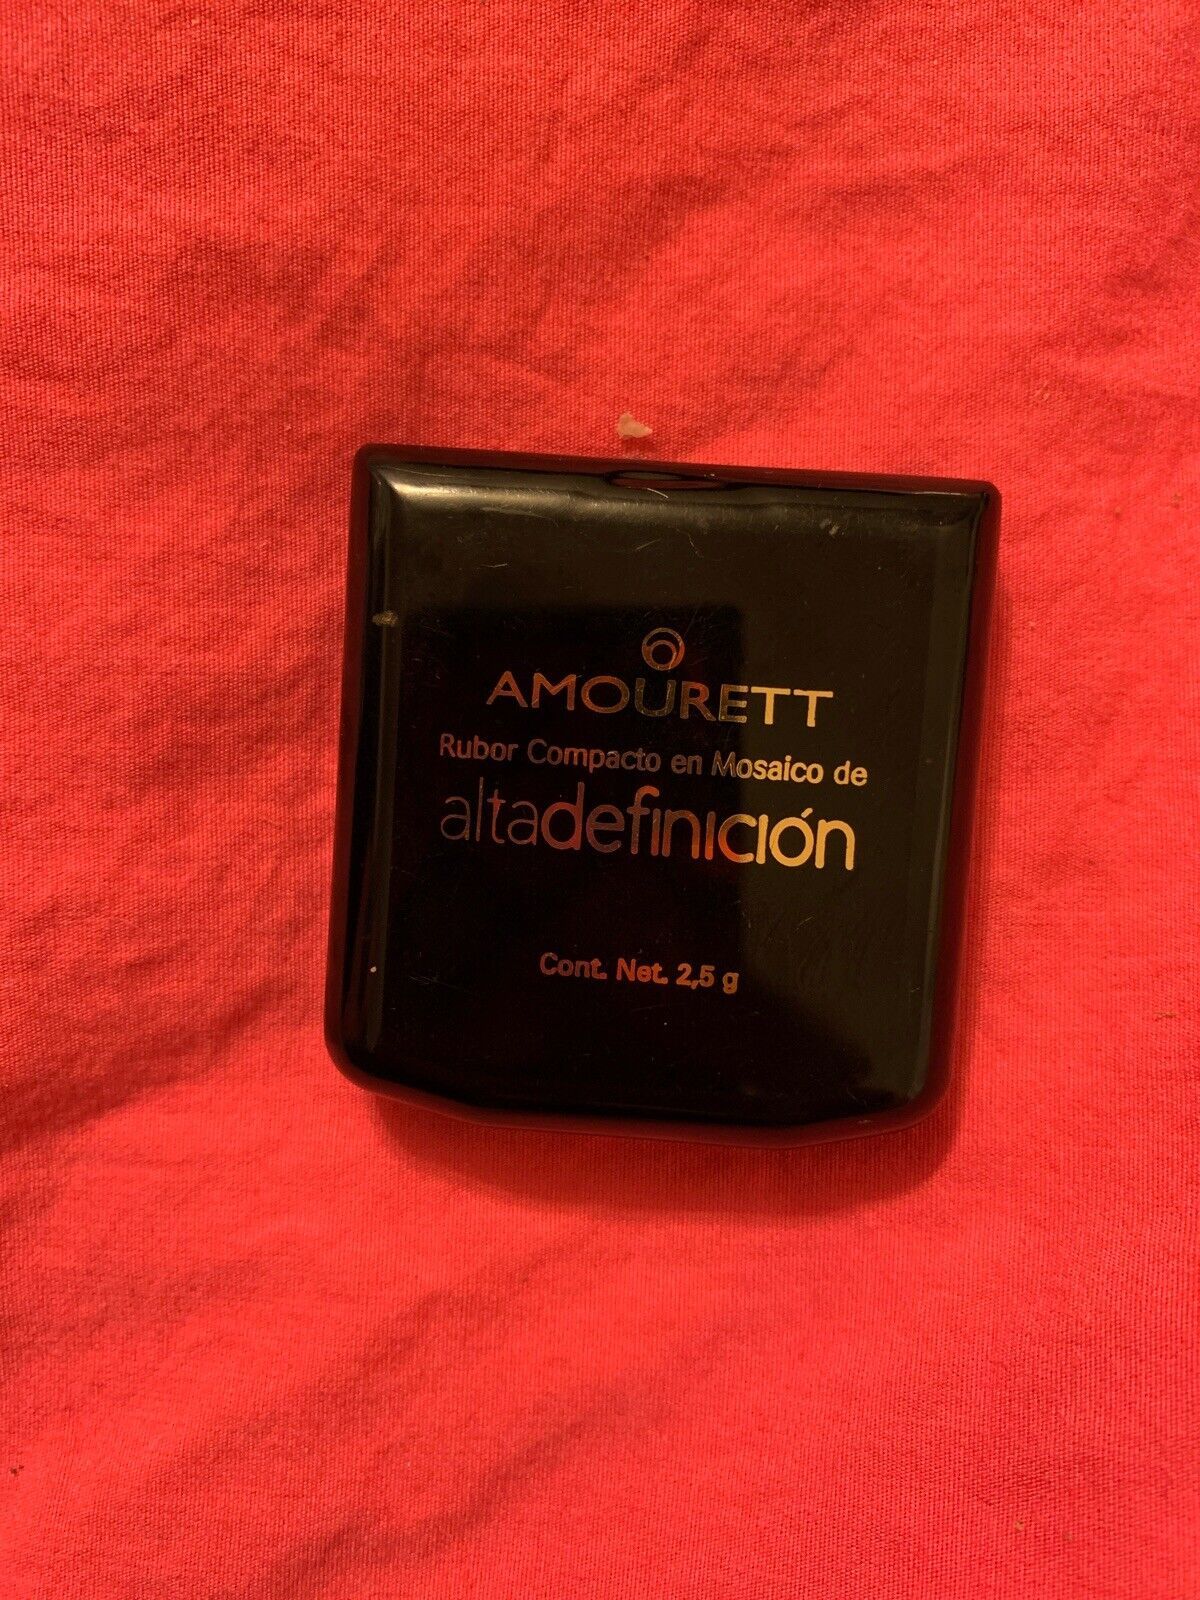 AMOURETT
Rubor Compacto en Mosaico de
altadefinición
Cont. Net. 2,5 g